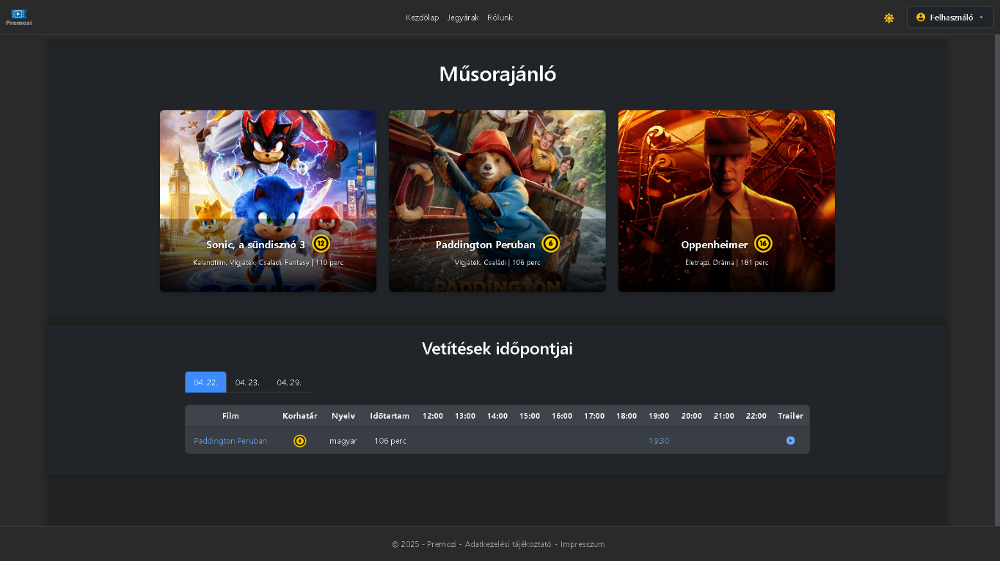 Premozi
Kezdőlap Jegyárak Rólunk
Felhasználó
Műsorajánló
Sonic, a sündisznó 3 12
Kalandfilm, Vígjáték, Családi, Fantasy | 110 perc
Paddington Peruban 6
Vígjáték, Családi | 106 perc
PADDINGTON
Oppenheimer 16
Életrajzi, Dráma | 181 perc
Vetítések időpontjai
04. 22. 04. 23. 04. 29.
Film Korhatár Nyelv Időtartam 12:00 13:00 14:00 15:00 16:00 17:00 18:00 19:00 20:00 21:00 22:00 Trailer
Paddington Peruban 6 magyar 106 perc 19:30
© 2025 - Premozi - Adatkezelési tájékoztató - Impresszum